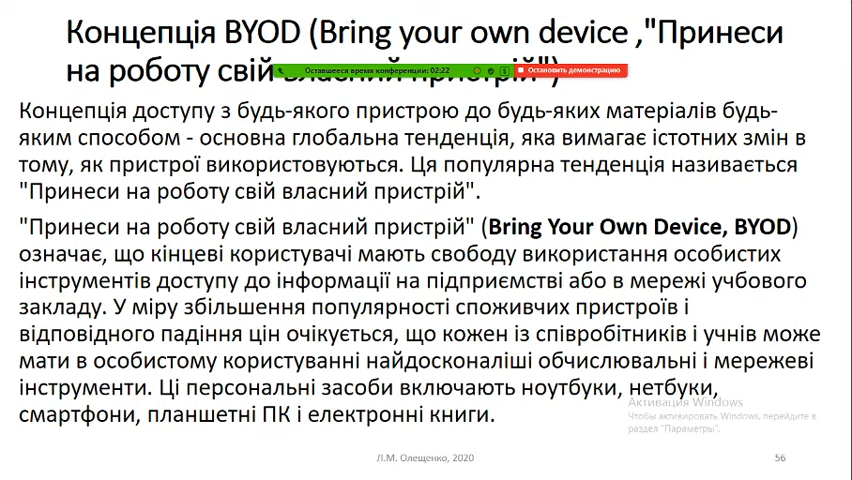 Концепція BYOD (Bring your own device ,"Принеси
на роботу свій власний пристрій")
Оставшееся время конференции: 02:22
Остановить демонстрацию
Концепція доступу з будь-якого пристрою до будь-яких матеріалів будь-
яким способом - основна глобальна тенденція, яка вимагає істотних змін в
тому, як пристрої використовуються. Ця популярна тенденція називається
"Принеси на роботу свій власний пристрій".
"Принеси на роботу свій власний пристрій" (Bring Your Own Device, BYOD)
означає, що кінцеві користувачі мають свободу використання особистих
інструментів доступу до інформації на підприємстві або в мережі учбового
закладу. У міру збільшення популярності споживчих пристроїв і
відповідного падіння цін очікується, що кожен із співробітників і учнів може
мати в особистому користуванні найдосконаліші обчислювальні і мережеві
інструменти. Ці персональні засоби включають ноутбуки, нетбуки,
смартфони, планшетні ПК і електронні книги.
Активация Windows
Чтобы активировать Windows, перейдите в
раздел "Параметры".
Л.М. Олещенко, 2020
56